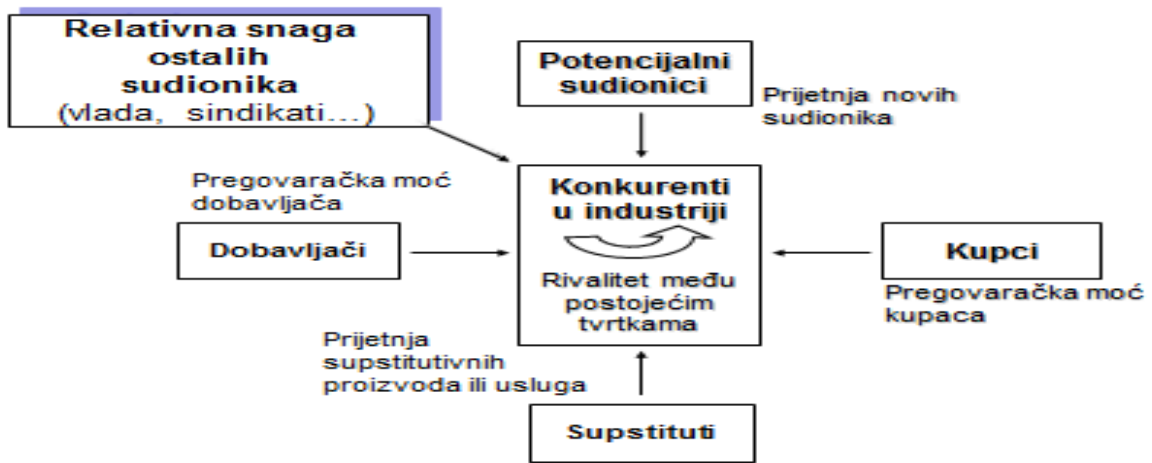 Relativna snaga
ostalih
sudionika
(vlada, sindikati...)
Potencijalni
sudionici
Prijetnja novih
sudionika
Pregovaračka moć
dobavljača
Dobavljači
Konkurenti
u industriji
Rivalitet među
postojećim
tvrtkama
Kupci
Pregovaračka moć
kupaca
Prijetnja
supstitutivnih
proizvoda ili usluga
Supstituti